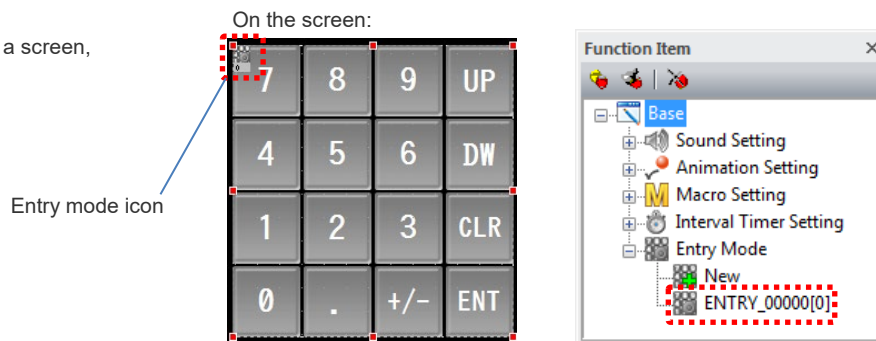 On the screen:
a screen,
Entry mode icon
0
7 8 9 UP
4 5 6 DW
1 2 3 CLR
0 . +/- ENT
Function Item
Base
Sound Setting
Animation Setting
Macro Setting
Interval Timer Setting
Entry Mode
New
ENTRY_00000[0]